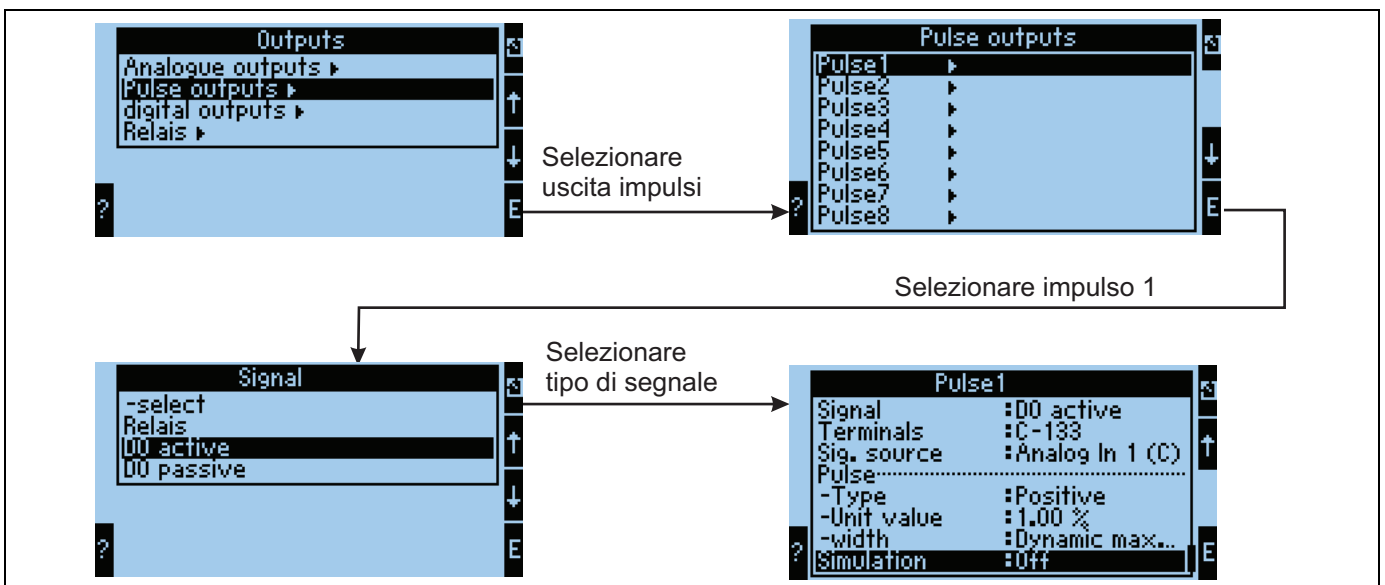 Outputs
Analogue outputs
Pulse outputs
digital outputs
Relais
?
E
Selezionare
uscita impulsi
Pulse outputs
Pulse1
Pulse2
Pulse3
Pulse4
Pulse5
Pulse6
Pulse7
Pulse8
?
E
Selezionare impulso 1
Signal
-select
Relais
DO active
DO passive
?
E
Selezionare
tipo di segnale
Pulse1
Signal :DO active
Terminals :C-133
Sig. source :Analog In 1 (C)
Pulse
-Type :Positive
-Unit value :1.00 %
-width :Dynamic max...
Simulation :Off
?
E